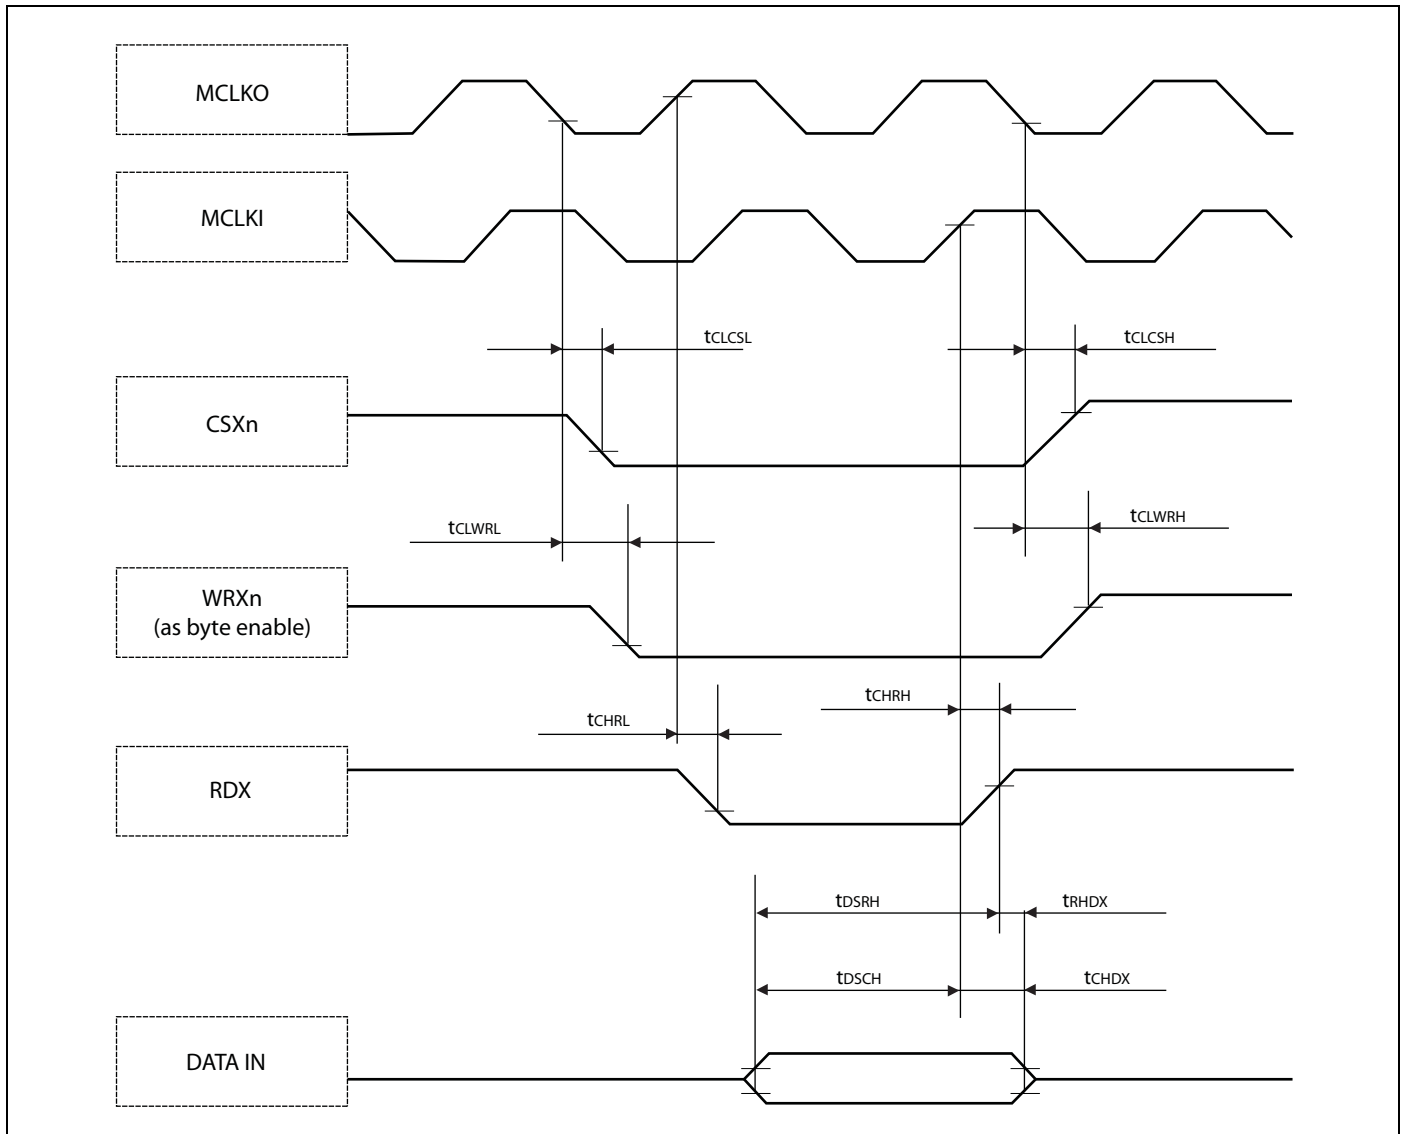 MCLKO
MCLKI
tCLCSL
tCLCSH
CSXn
tCLWRL
tCLWRH
WRXn
(as byte enable)
tCHRH
tCHRL
RDX
tDSRH
tRHDX
tDSCH
tCHDX
DATA IN